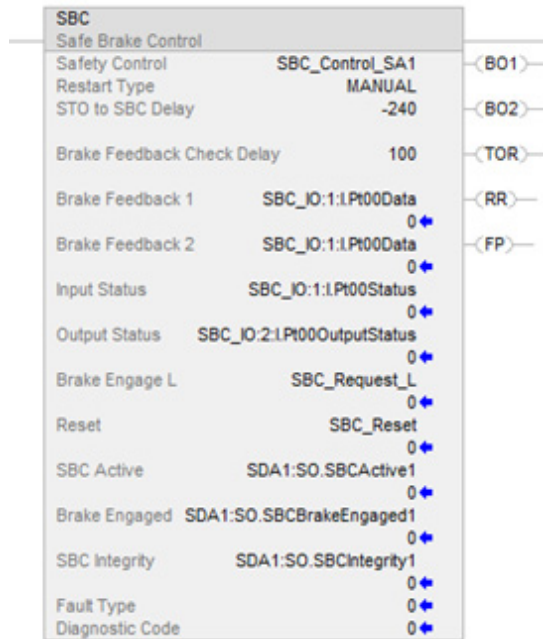 SBC
Safe Brake Control
Safety Control SBC_Control_SA1 (BO1)
Restart Type MANUAL
STO to SBC Delay -240 (BO2)
Brake Feedback Check Delay 100 (TOR)
Brake Feedback 1 SBC_IO:1:I.Pt00Data (RR)
0
Brake Feedback 2 SBC_IO:1:I.Pt00Data (FP)
0
Input Status SBC_IO:1:I.Pt00Status
0
Output Status SBC_IO:2:I.Pt00OutputStatus
0
Brake Engage L SBC_Request_L
0
Reset SBC_Reset
0
SBC Active SDA1:SO.SBCActive1
0
Brake Engaged SDA1:SO.SBCBrakeEngaged1
0
SBC Integrity SDA1:SO.SBCIntegrity1
0
Fault Type 0
Diagnostic Code 0